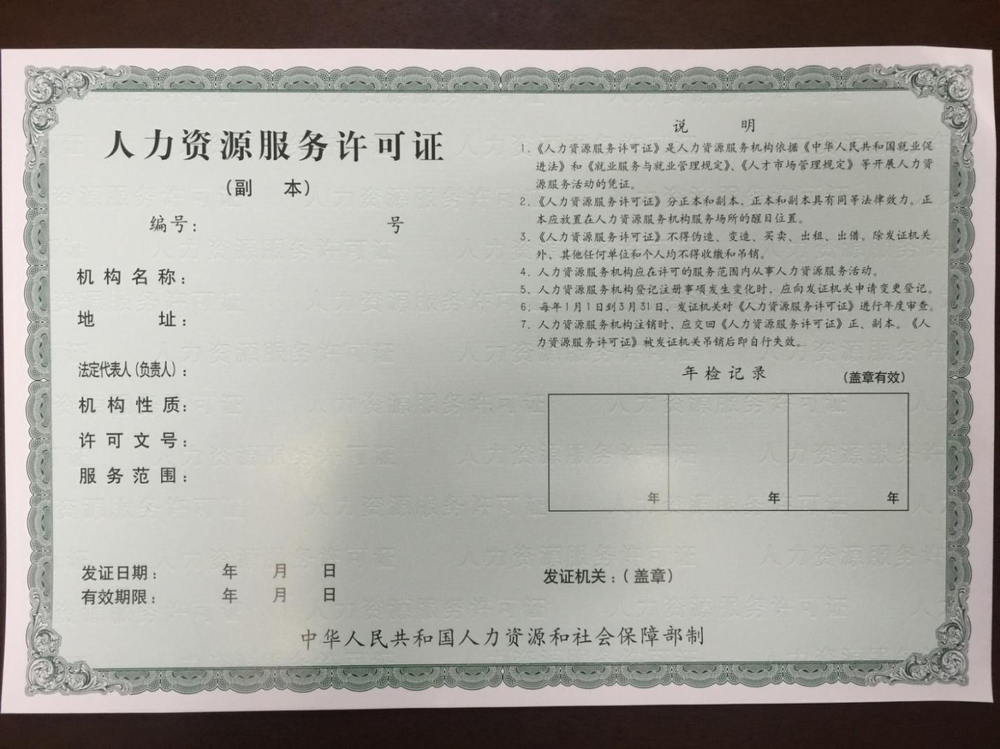 人力资源服务许可证
（副 本）
编号： 号
机构名称：
地 址：
法定代表人（负责人）：
机构性质：
许可文号：
服务范围：
发证日期： 年 月 日
有效期限： 年 月 日
说 明
1．《人力资源服务许可证》是人力资源服务机构依据《中华人民共和国就业促
进法》和《就业服务与就业管理规定》、《人才市场管理规定》等开展人力资
源服务活动的凭证。
2．《人力资源服务许可证》分正本和副本，正本和副本具有同等法律效力。正
本应放置在人力资源服务机构服务场所的醒目位置。
3．《人力资源服务许可证》不得伪造、变造、买卖、出租、出借。除发证机关
外，其他任何单位和个人均不得收缴和吊销。
4．人力资源服务机构应在许可的服务范围内从事人力资源服务活动。
5．人力资源服务机构登记注册事项发生变化时，应向发证机关申请变更登记。
6．每年1月1日到3月31日，发证机关对《人力资源服务许可证》进行年度审查。
7．人力资源服务机构注销时，应交回《人力资源服务许可证》正、副本。《人
力资源服务许可证》被发证机关吊销后即自行失效。
年检记录 （盖章有效）
年 年 年
发证机关：（盖章）
中华人民共和国人力资源和社会保障部制